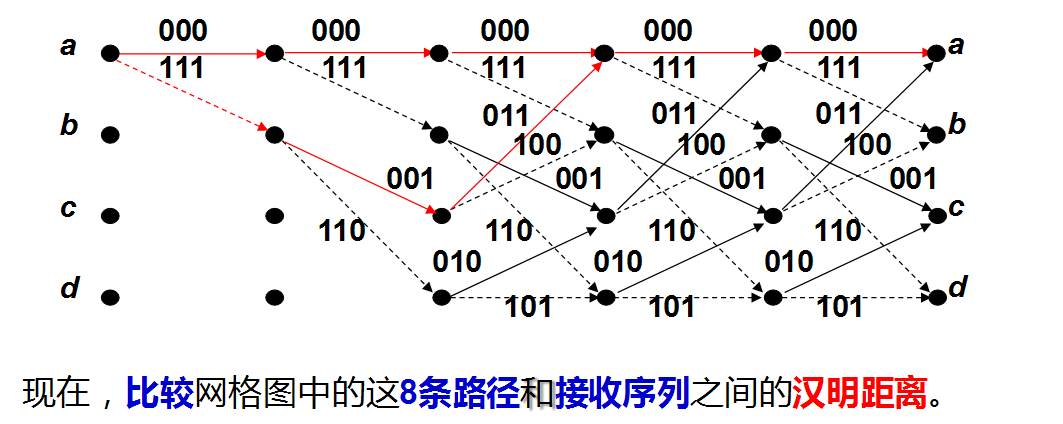 000 000 000 000 000
a a
111 111 111 111 111
011 011 011
b b
100 100 100
001 001 001 001
c c
110 110 110 110
010 010 010
d d
101 101 101
现在，比较网格图中的这8条路径和接收序列之间的汉明距离。